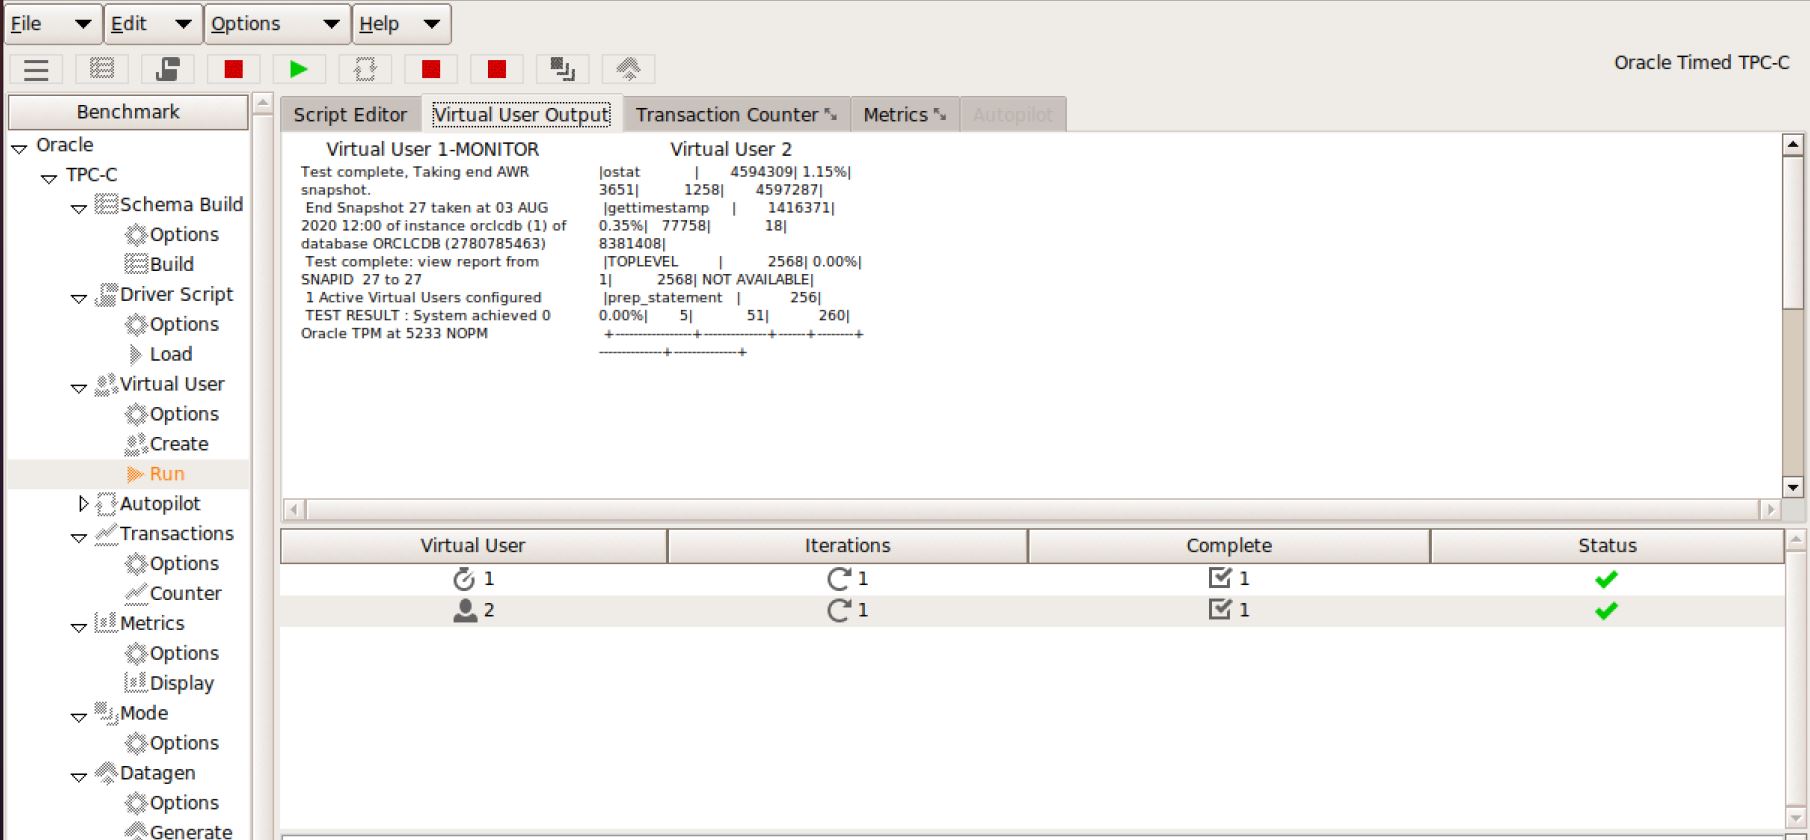 File Edit Options Help
Oracle Timed TPC-C
Benchmark
Oracle
TPC-C
Schema Build
Options
Build
Driver Script
Options
Load
Virtual User
Options
Create
Run
Autopilot
Transactions
Options
Counter
Metrics
Options
Display
Mode
Options
Datagen
Options
Generate
Script Editor Virtual User Output Transaction Counter Metrics Autopilot
Virtual User 1-MONITOR
Test complete, Taking end AWR
snapshot.
End Snapshot 27 taken at 03 AUG
2020 12:00 of instance orclcdb (1) of
database ORCLCDB (2780785463)
Test complete: view report from
SNAPID 27 to 27
1 Active Virtual Users configured
TEST RESULT : System achieved 0
Oracle TPM at 5233 NOPM
Virtual User 2
|ostat | 4594309| 1.15%|
3651| 1258| 4597287|
|gettimestamp | 1416371|
0.35%| 77758| 18|
8381408|
|TOPLEVEL | 2568| 0.00%|
1| 2568| NOT AVAILABLE|
|prep_statement | 256|
0.00%| 5| 51| 260|
+-----------------+--------------+------+--------+
--------------+--------------+
Virtual User Iterations Complete Status
1 1 1
2 1 1